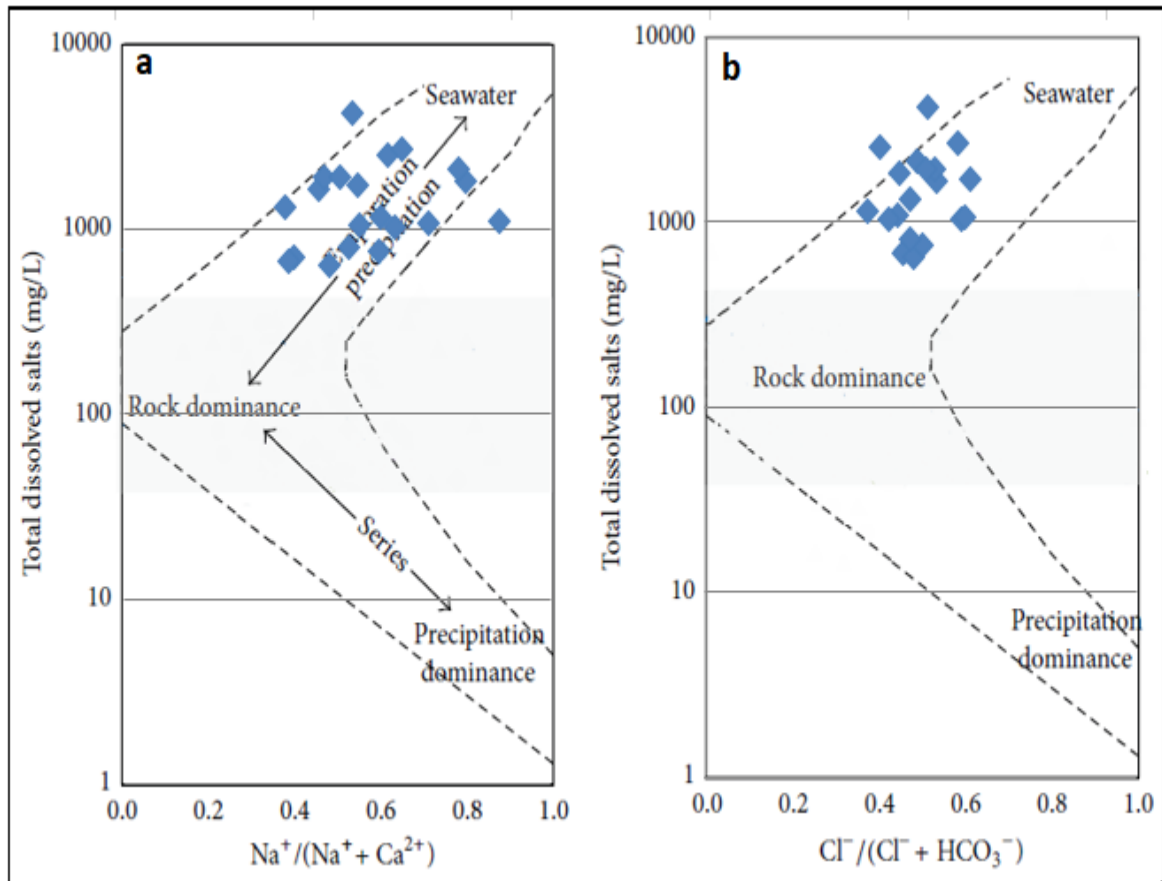 a
10000
1000
100
10
1
Total dissolved salts (mg/L)
Seawater
Evaporation
precipitation
Rock dominance
Series
Precipitation
dominance
0.0 0.2 0.4 0.6 0.8 1.0
Na⁺/(Na⁺ + Ca²⁺)
b
10000
1000
100
10
1
Total dissolved salts (mg/L)
Seawater
Rock dominance
Precipitation
dominance
0.0 0.2 0.4 0.6 0.8 1.0
Cl⁻/(Cl⁻ + HCO₃⁻)